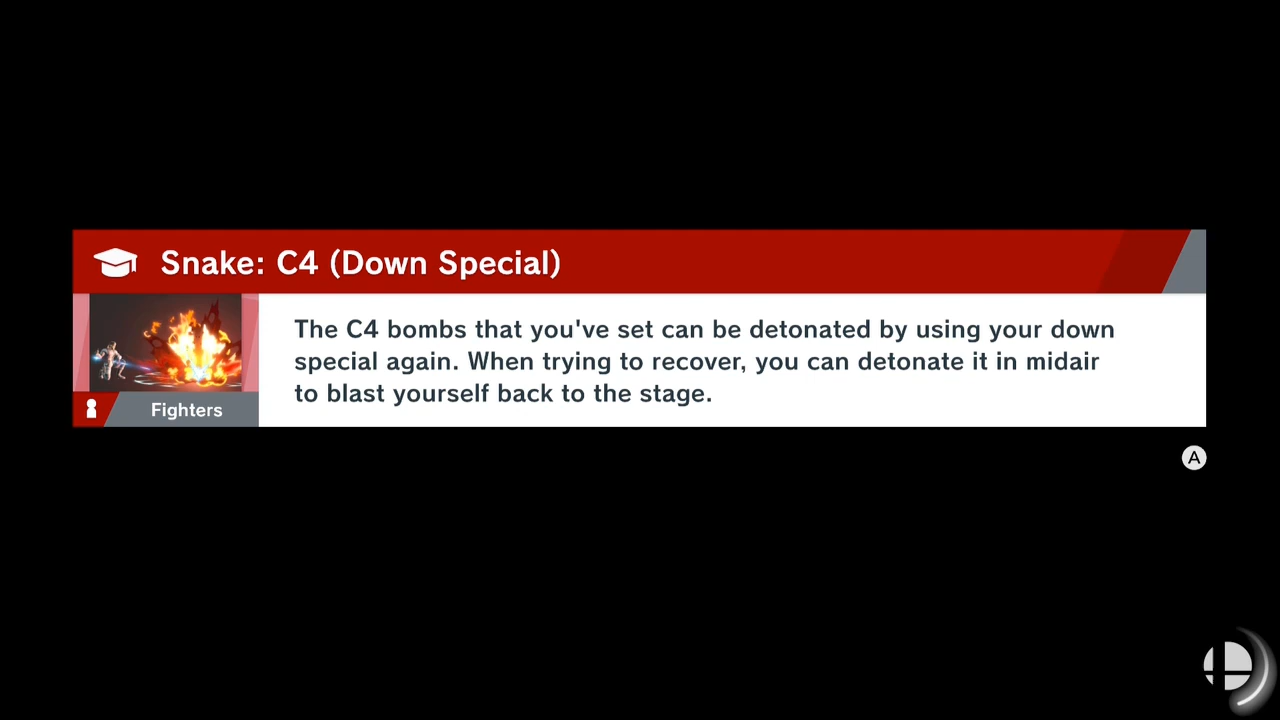 Snake: C4 (Down Special)
The C4 bombs that you've set can be detonated by using your down
special again. When trying to recover, you can detonate it in midair
to blast yourself back to the stage.
Fighters
A